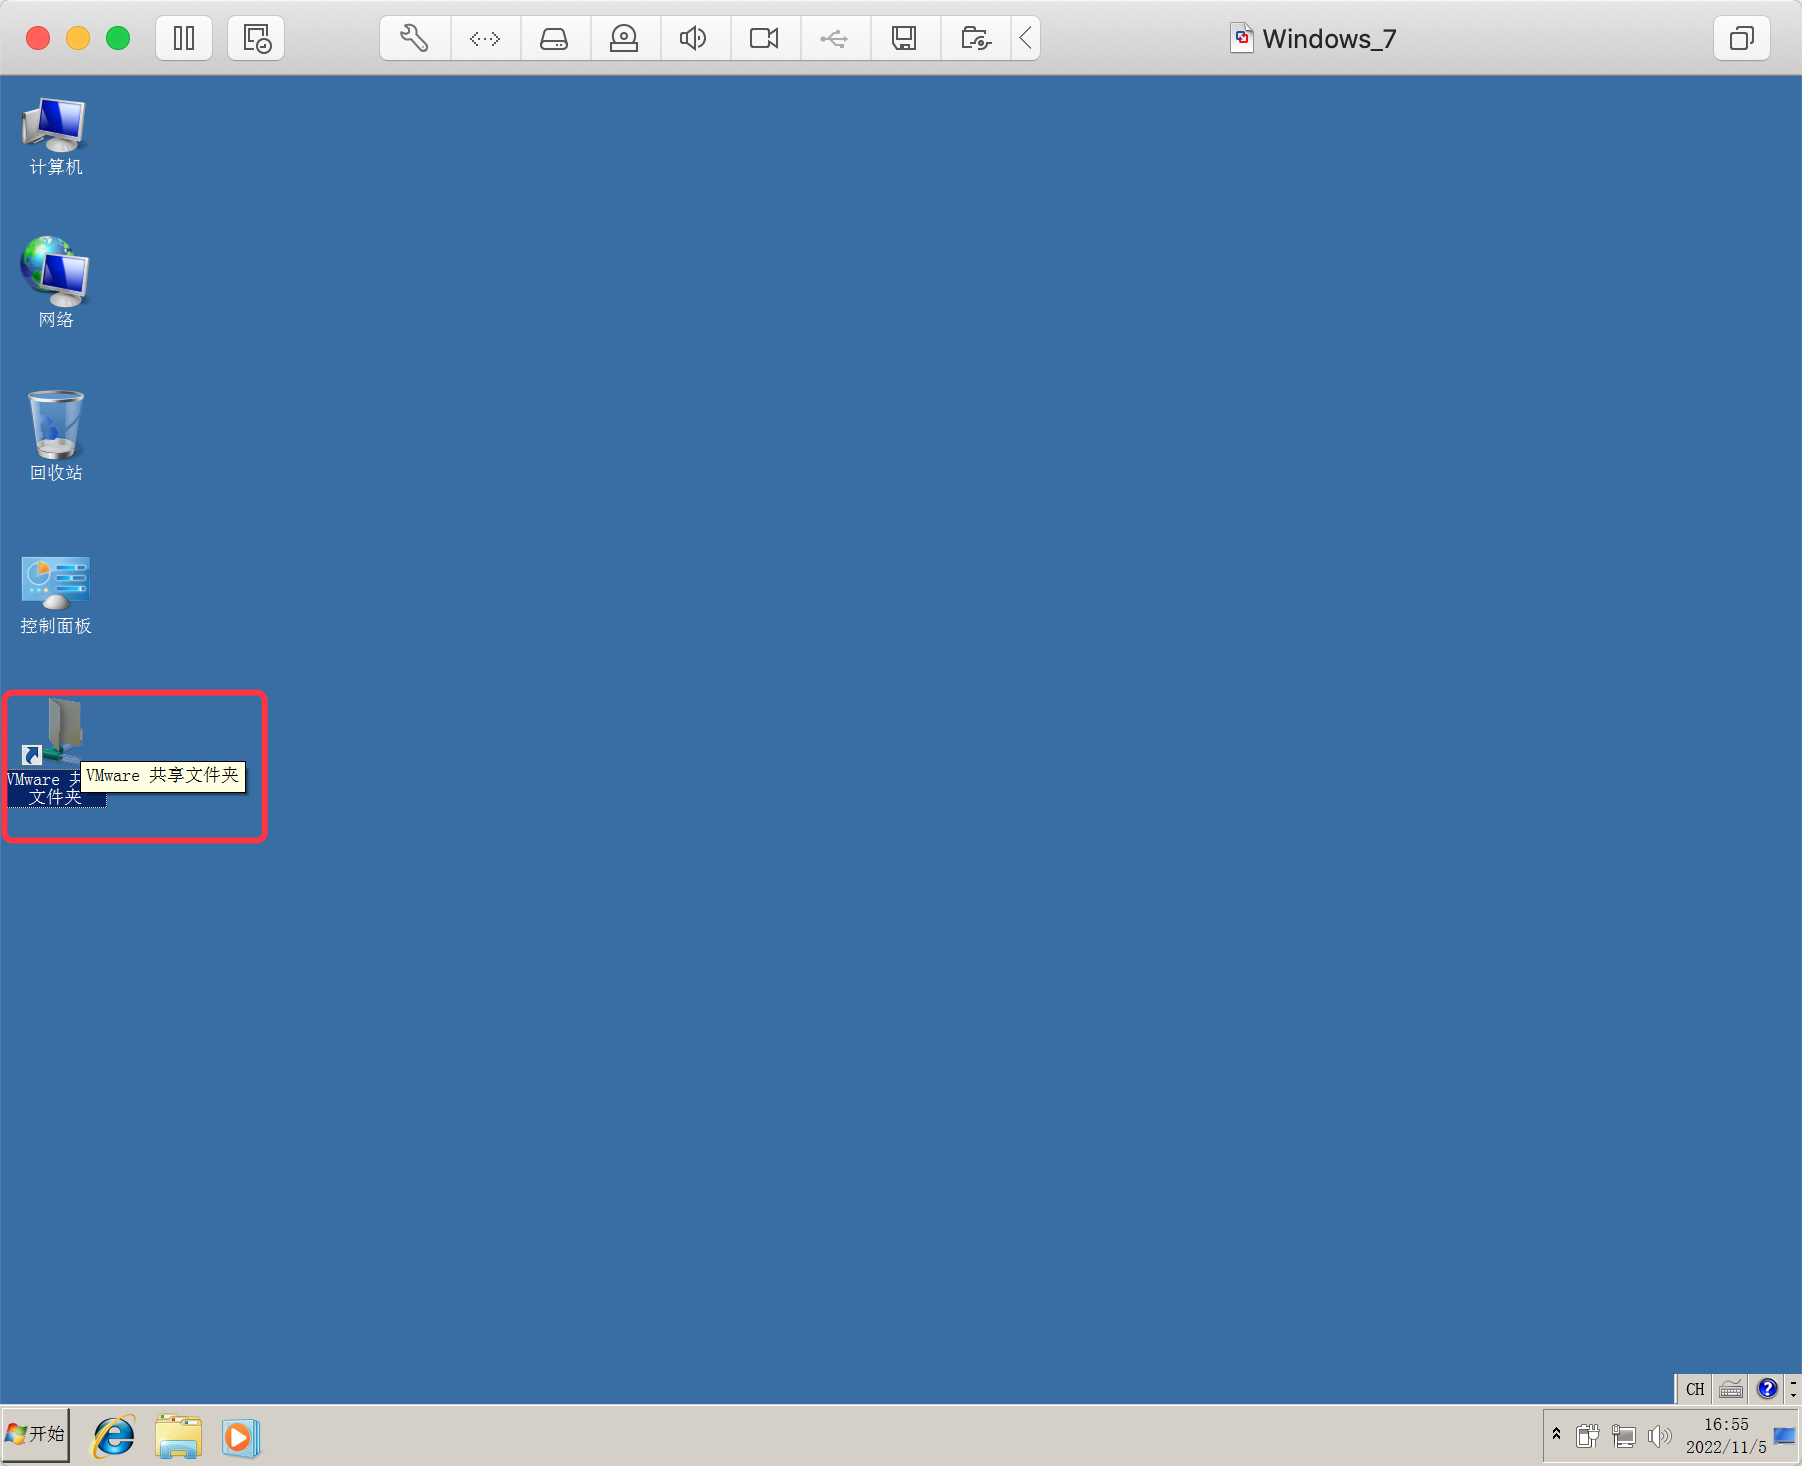 Windows_7
计算机
网络
回收站
控制面板
VMware 共
文件夹
VMware 共享文件夹
CH
开始
16:55
2022/11/5